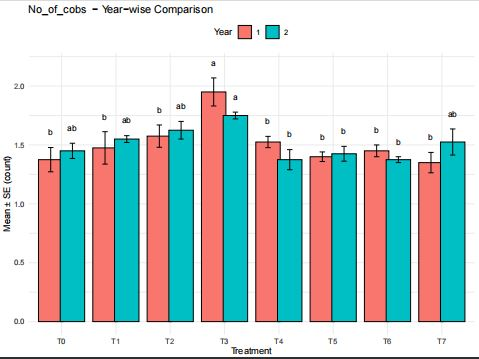 No_of_cobs − Year−wise Comparison
Year 1 2
Mean ± SE (count)
2.0
1.5
1.0
0.5
0.0
b ab b ab b ab a a b b b b b b b ab
T0 T1 T2 T3 T4 T5 T6 T7
Treatment